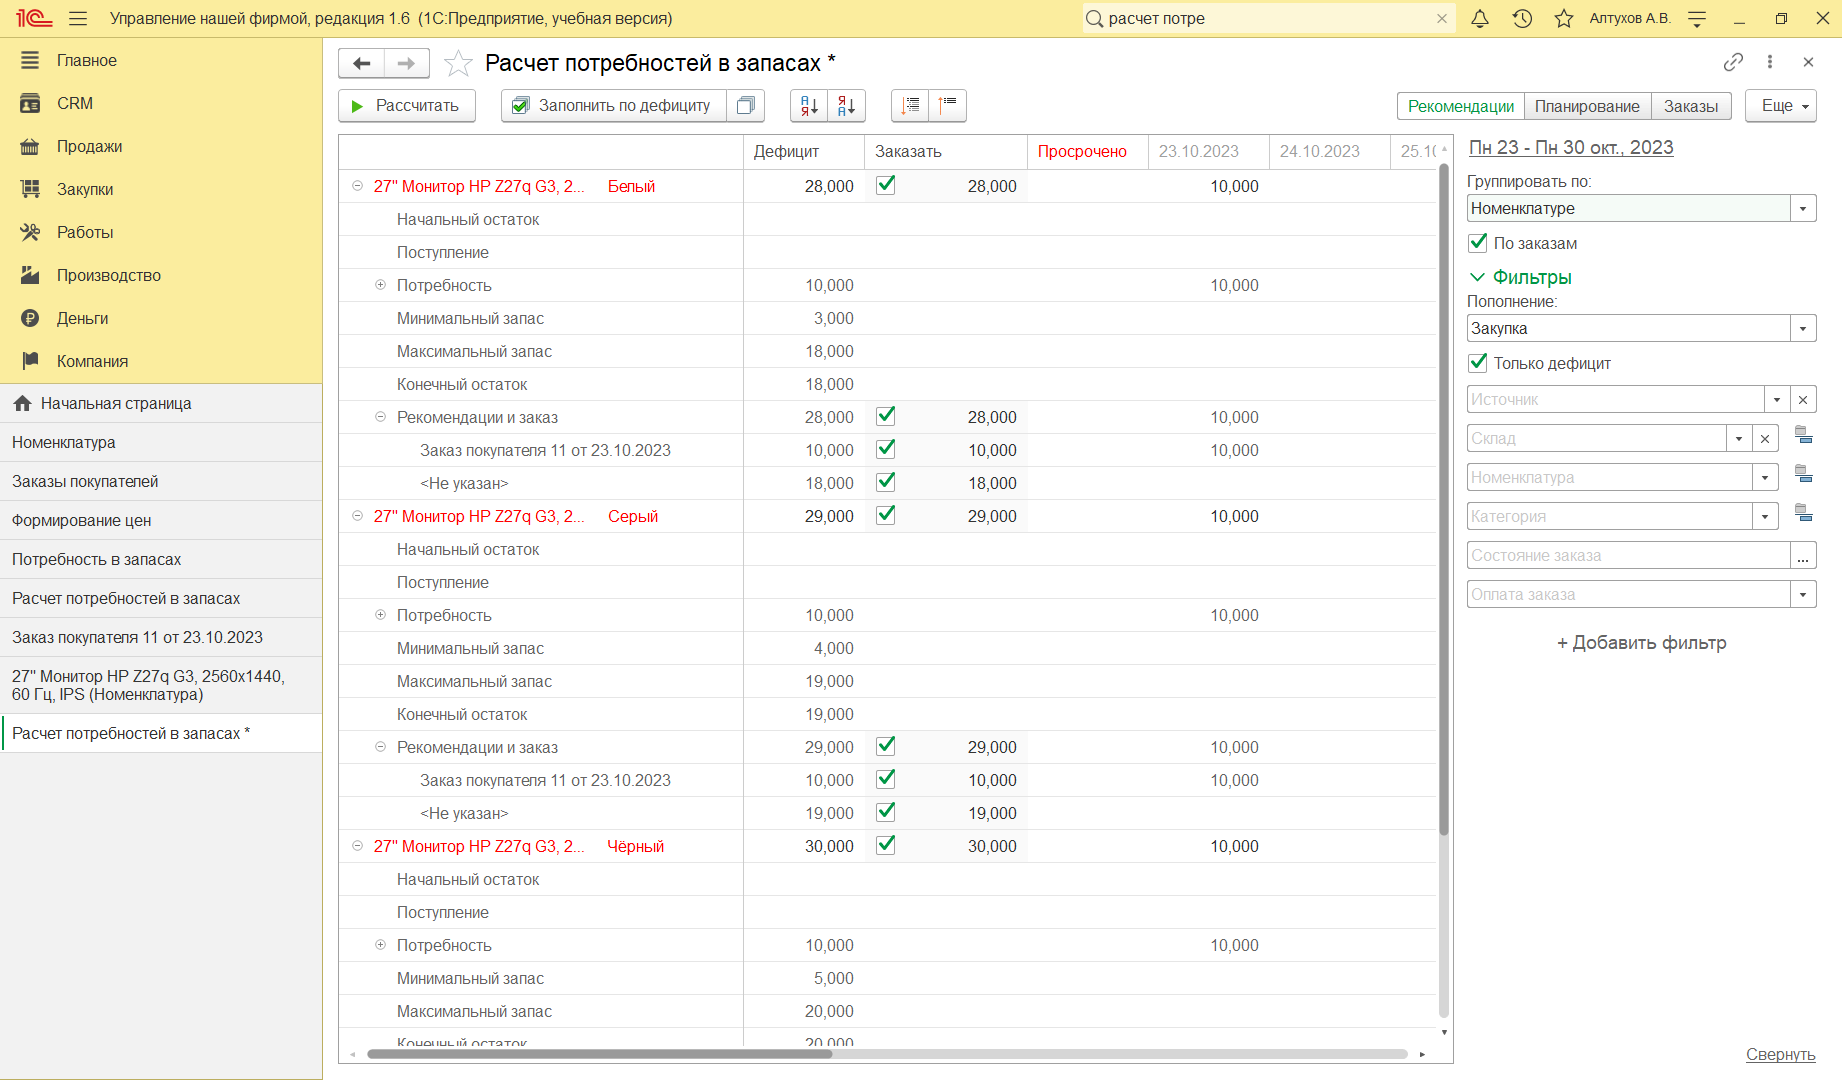 1С Управление нашей фирмой, редакция 1.6 (1С:Предприятие, учебная версия)
расчет потре
Алтухов А.В.
Главное
CRM
Продажи
Закупки
Работы
Производство
Деньги
Компания
Начальная страница
Номенклатура
Заказы покупателей
Формирование цен
Потребность в запасах
Расчет потребностей в запасах
Заказ покупателя 11 от 23.10.2023
27" Монитор HP Z27q G3, 2560x1440,
60 Гц, IPS (Номенклатура)
Расчет потребностей в запасах *
Расчет потребностей в запасах *
Рассчитать Заполнить по дефициту Рекомендации Планирование Заказы Еще
Дефицит Заказать Просрочено 23.10.2023 24.10.2023 25.1
27" Монитор HP Z27q G3, 2... Белый 28,000 28,000 10,000
Начальный остаток
Поступление
Потребность 10,000 10,000
Минимальный запас 3,000
Максимальный запас 18,000
Конечный остаток 18,000
Рекомендации и заказ 28,000 28,000 10,000
Заказ покупателя 11 от 23.10.2023 10,000 10,000 10,000
<Не указан> 18,000 18,000
27" Монитор HP Z27q G3, 2... Серый 29,000 29,000 10,000
Начальный остаток
Поступление
Потребность 10,000 10,000
Минимальный запас 4,000
Максимальный запас 19,000
Конечный остаток 19,000
Рекомендации и заказ 29,000 29,000 10,000
Заказ покупателя 11 от 23.10.2023 10,000 10,000 10,000
<Не указан> 19,000 19,000
27" Монитор HP Z27q G3, 2... Чёрный 30,000 30,000 10,000
Начальный остаток
Поступление
Потребность 10,000 10,000
Минимальный запас 5,000
Максимальный запас 20,000
Конечный остаток 20,000
Пн 23 - Пн 30 окт., 2023
Группировать по:
Номенклатуре
По заказам
Фильтры
Пополнение:
Закупка
Только дефицит
Источник
Склад
Номенклатура
Категория
Состояние заказа
Оплата заказа
+ Добавить фильтр
Свернуть